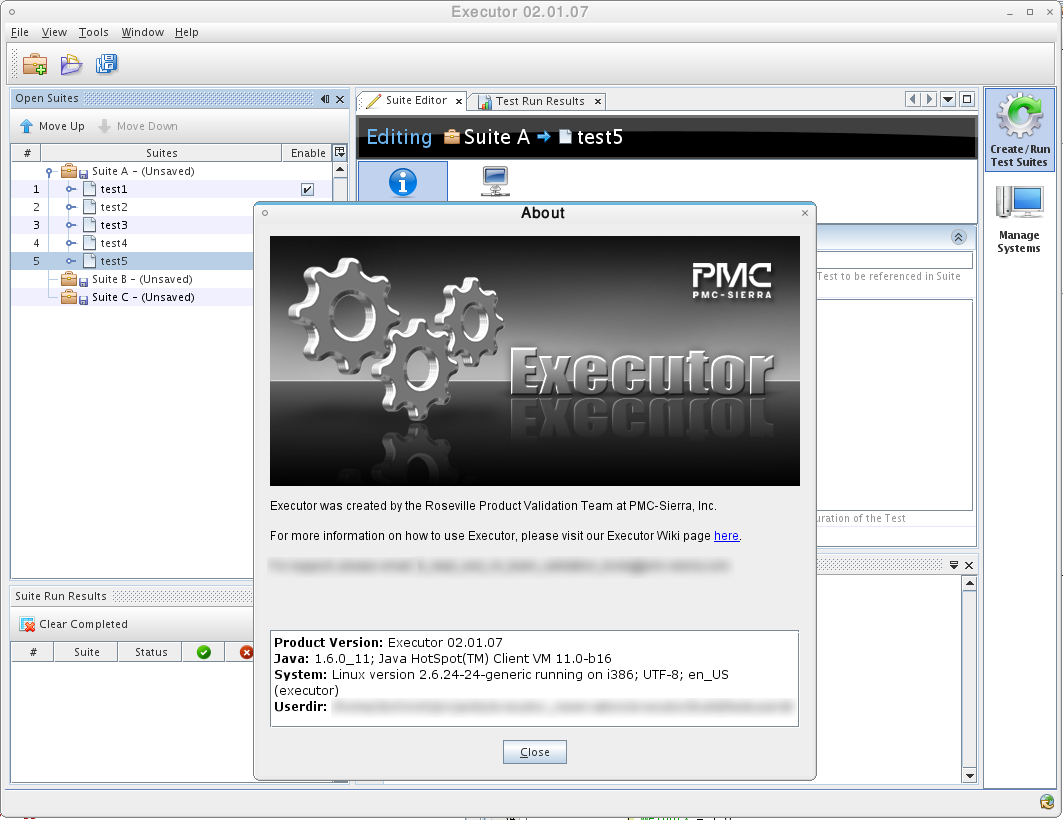 Executor 02.01.07
File View Tools Window Help
Open Suites
Move Up Move Down
# Suites Enable
Suite A - (Unsaved)
1 test1
2 test2
3 test3
4 test4
5 test5
Suite B - (Unsaved)
Suite C - (Unsaved)
Suite Run Results
Clear Completed
# Suite Status
Suite Editor Test Run Results
Editing Suite A test5
Test to be referenced in Suite
uration of the Test
Create/Run
Test Suites
Manage
Systems
About
PMC
PMC-SIERRA
Executor
Executor was created by the Roseville Product Validation Team at PMC-Sierra, Inc.
For more information on how to use Executor, please visit our Executor Wiki page here.
Product Version: Executor 02.01.07
Java: 1.6.0_11; Java HotSpot(TM) Client VM 11.0-b16
System: Linux version 2.6.24-24-generic running on i386; UTF-8; en_US
(executor)
Userdir:
Close